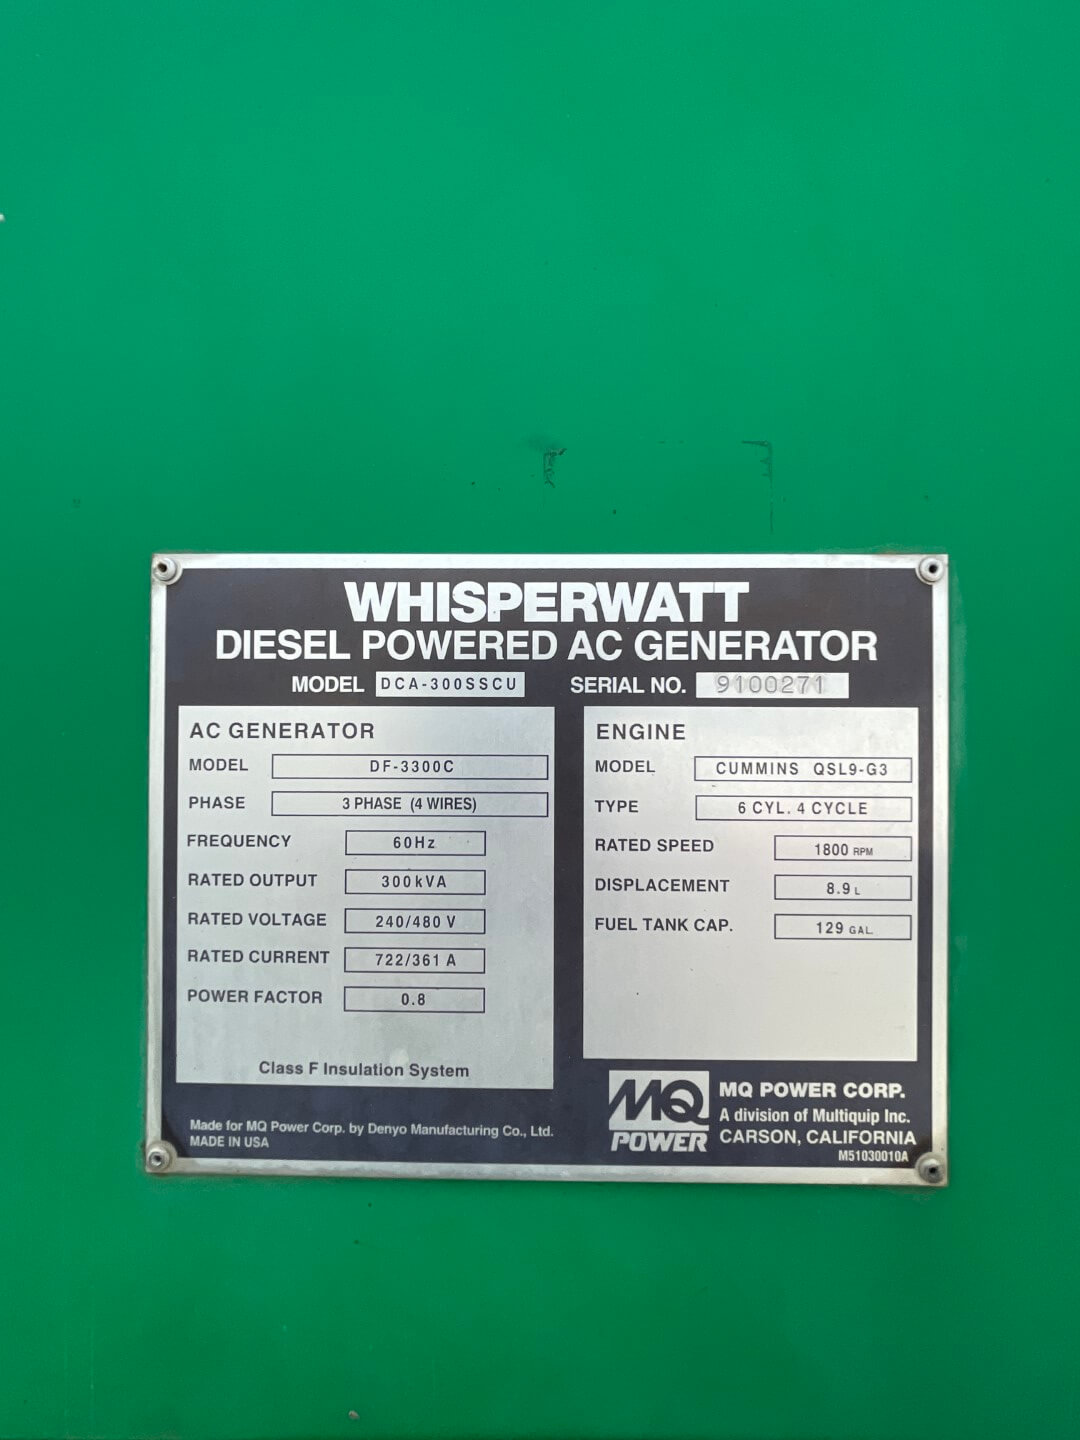 WHISPERWATT
DIESEL POWERED AC GENERATOR
MODEL DCA-300SSCU SERIAL NO. 9100271
AC GENERATOR
MODEL DF-3300C
PHASE 3 PHASE (4 WIRES)
FREQUENCY 60Hz
RATED OUTPUT 300kVA
RATED VOLTAGE 240/480 V
RATED CURRENT 722/361 A
POWER FACTOR 0.8
Class F Insulation System
ENGINE
MODEL CUMMINS QSL9-G3
TYPE 6 CYL. 4 CYCLE
RATED SPEED 1800 RPM
DISPLACEMENT 8.9 L
FUEL TANK CAP. 129 GAL.
Made for MQ Power Corp. by Denyo Manufacturing Co., Ltd.
MADE IN USA
MQ
POWER
MQ POWER CORP.
A division of Multiquip Inc.
CARSON, CALIFORNIA
M51030010A